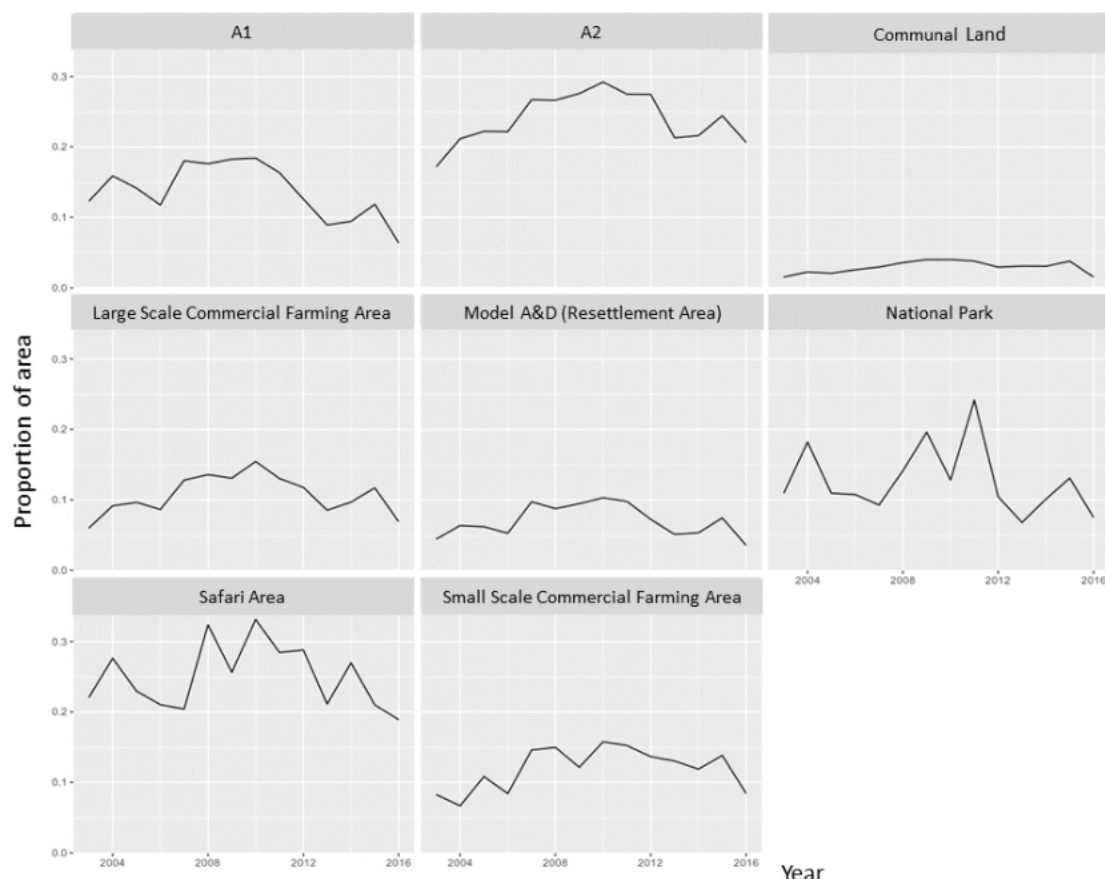 A1 A2 Communal Land
0.3
0.2
0.1
0.0
Large Scale Commercial Farming Area Model A&D (Resettlement Area) National Park
Proportion of area
0.3
0.2
0.1
0.0
2004 2008 2012 2016
Safari Area Small Scale Commercial Farming Area
0.3
0.2
0.1
0.0
2004 2008 2012 2016 2004 2008 2012 2016
Year